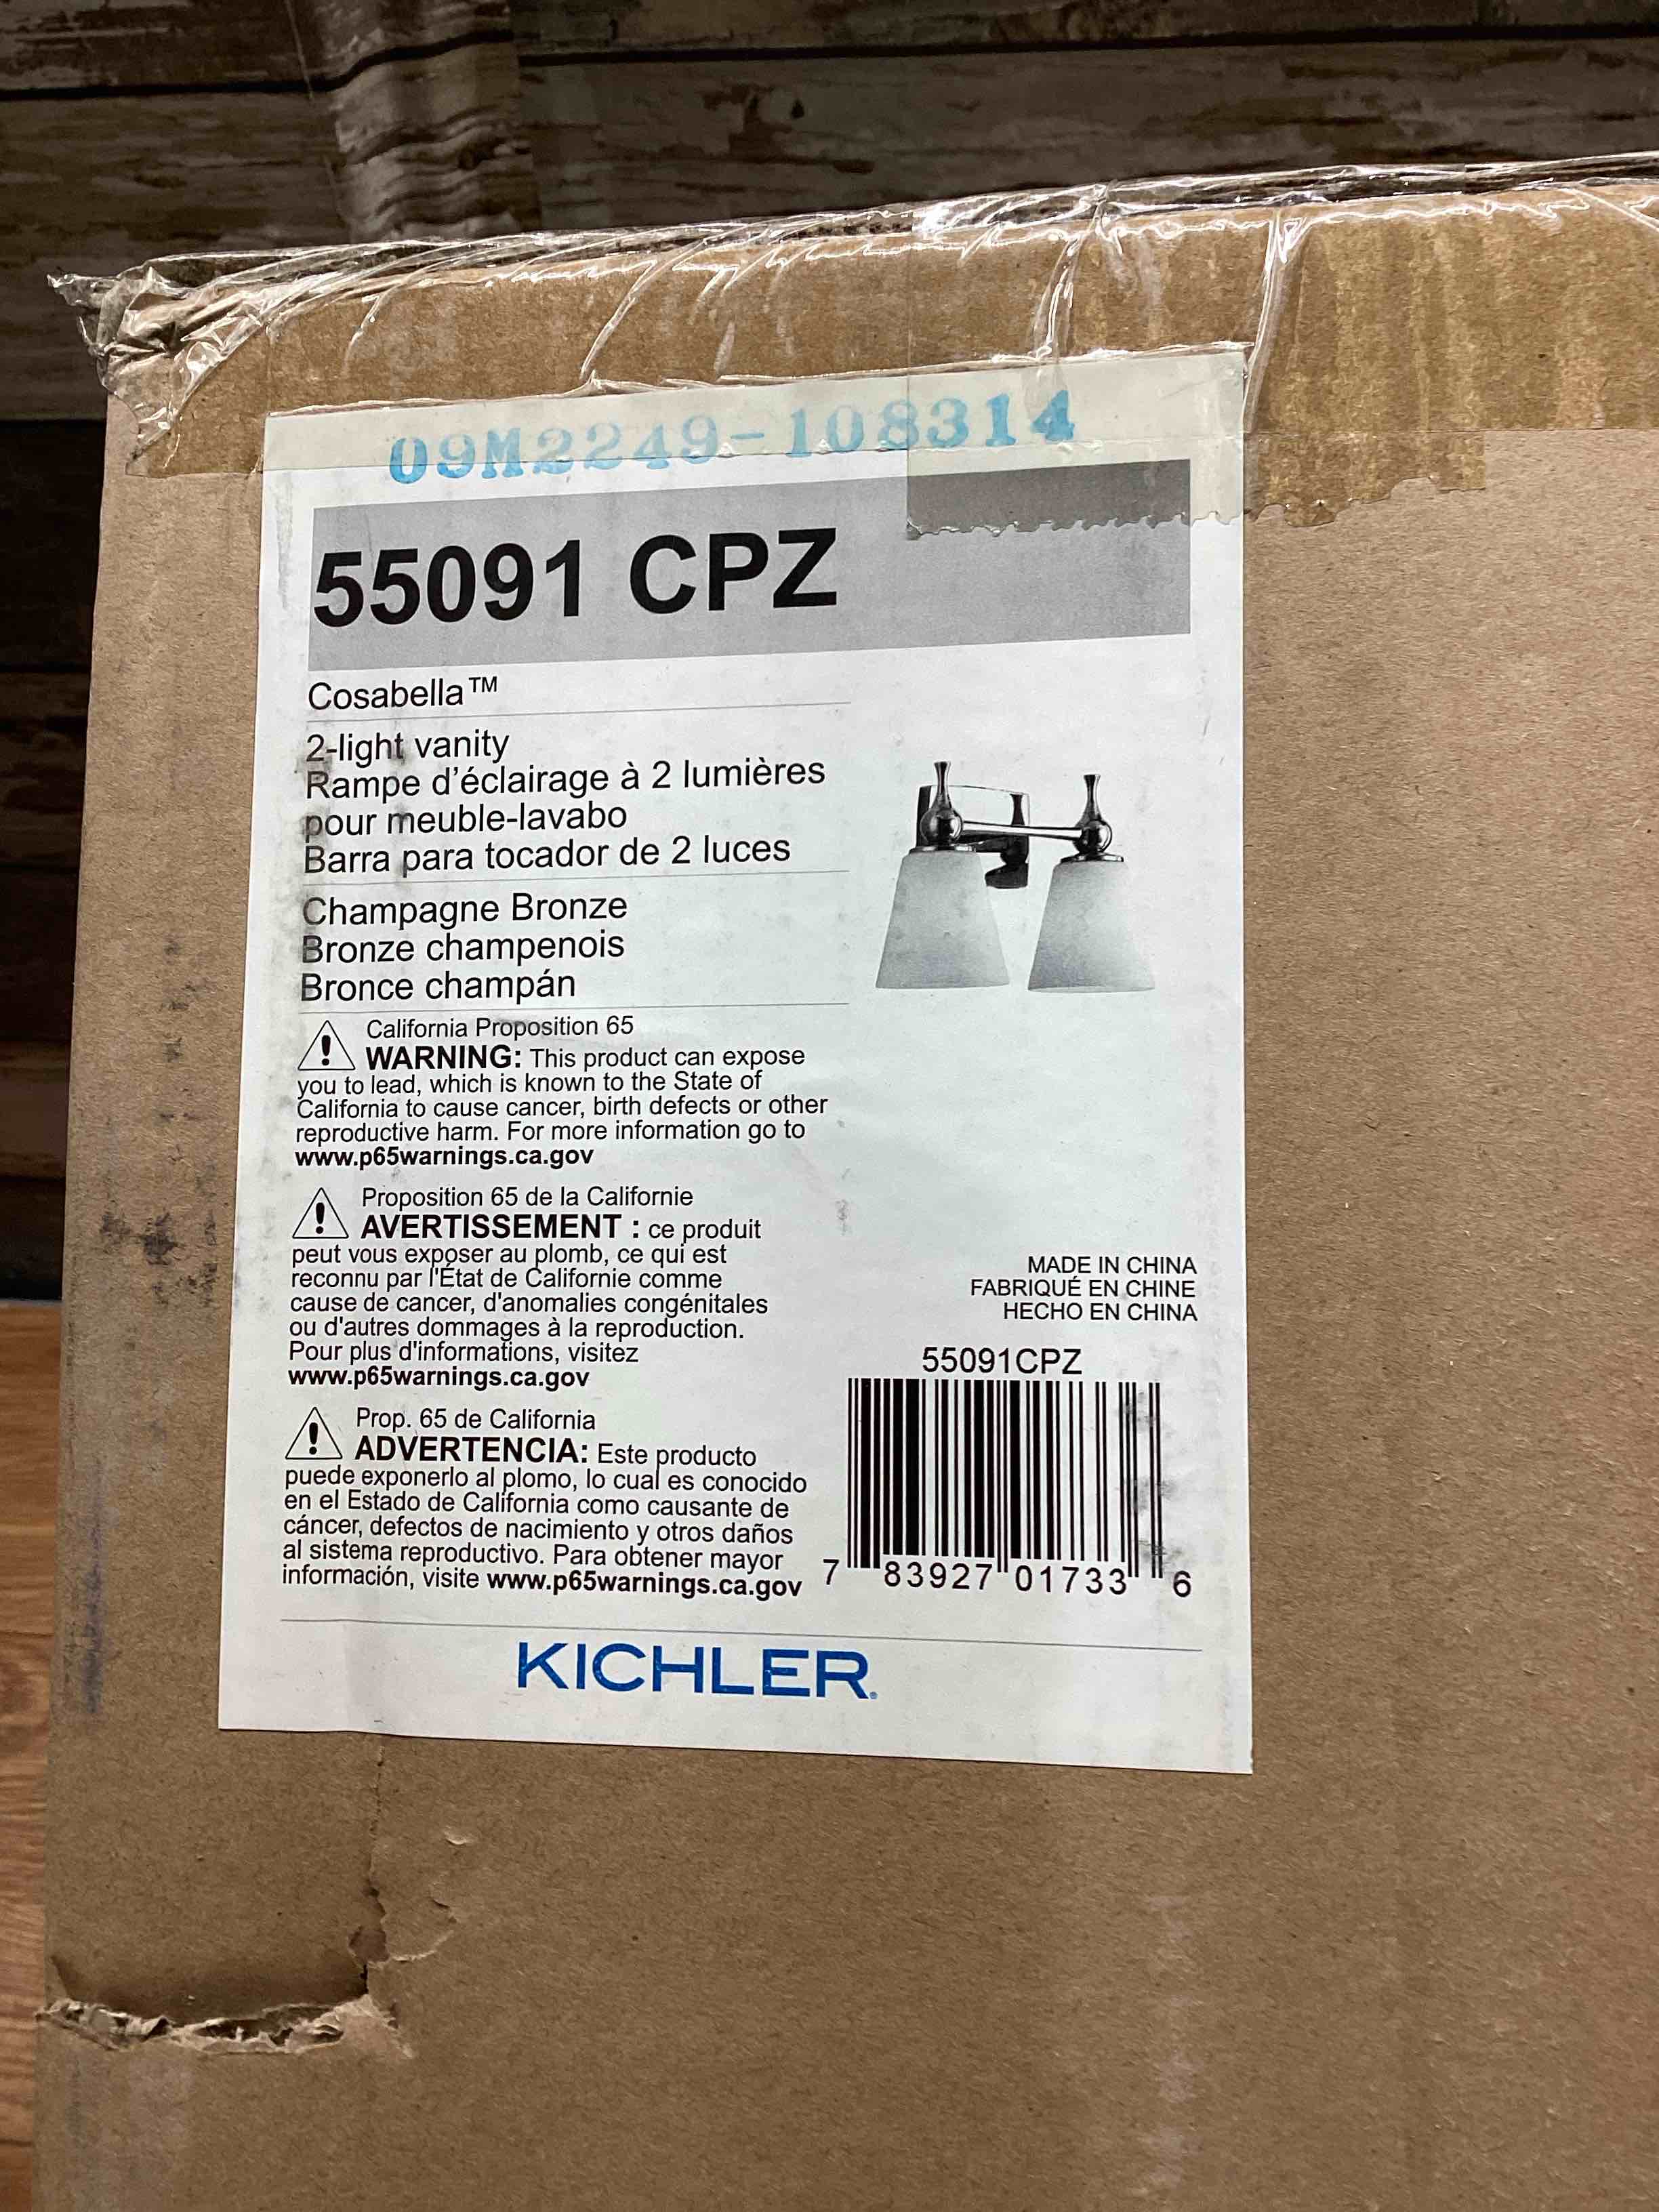 09M2249-108314
55091 CPZ
Cosabella™
2-light vanity
Rampe d'éclairage à 2 lumières
pour meuble-lavabo
Barra para tocador de 2 luces
Champagne Bronze
Bronze champenois
Bronce champán
California Proposition 65
WARNING: This product can expose
you to lead, which is known to the State of
California to cause cancer, birth defects or other
reproductive harm. For more information go to
www.p65warnings.ca.gov
Proposition 65 de la Californie
AVERTISSEMENT : ce produit
peut vous exposer au plomb, ce qui est
reconnu par l'État de Californie comme
cause de cancer, d'anomalies congénitales
ou d'autres dommages à la reproduction.
Pour plus d'informations, visitez
www.p65warnings.ca.gov
Prop. 65 de California
ADVERTENCIA: Este producto
puede exponerlo al plomo, lo cual es conocido
en el Estado de California como causante de
cáncer, defectos de nacimiento y otros daños
al sistema reproductivo. Para obtener mayor
información, visite www.p65warnings.ca.gov
MADE IN CHINA
FABRIQUÉ EN CHINE
HECHO EN CHINA
55091CPZ
7 83927 01733 6
KICHLER®